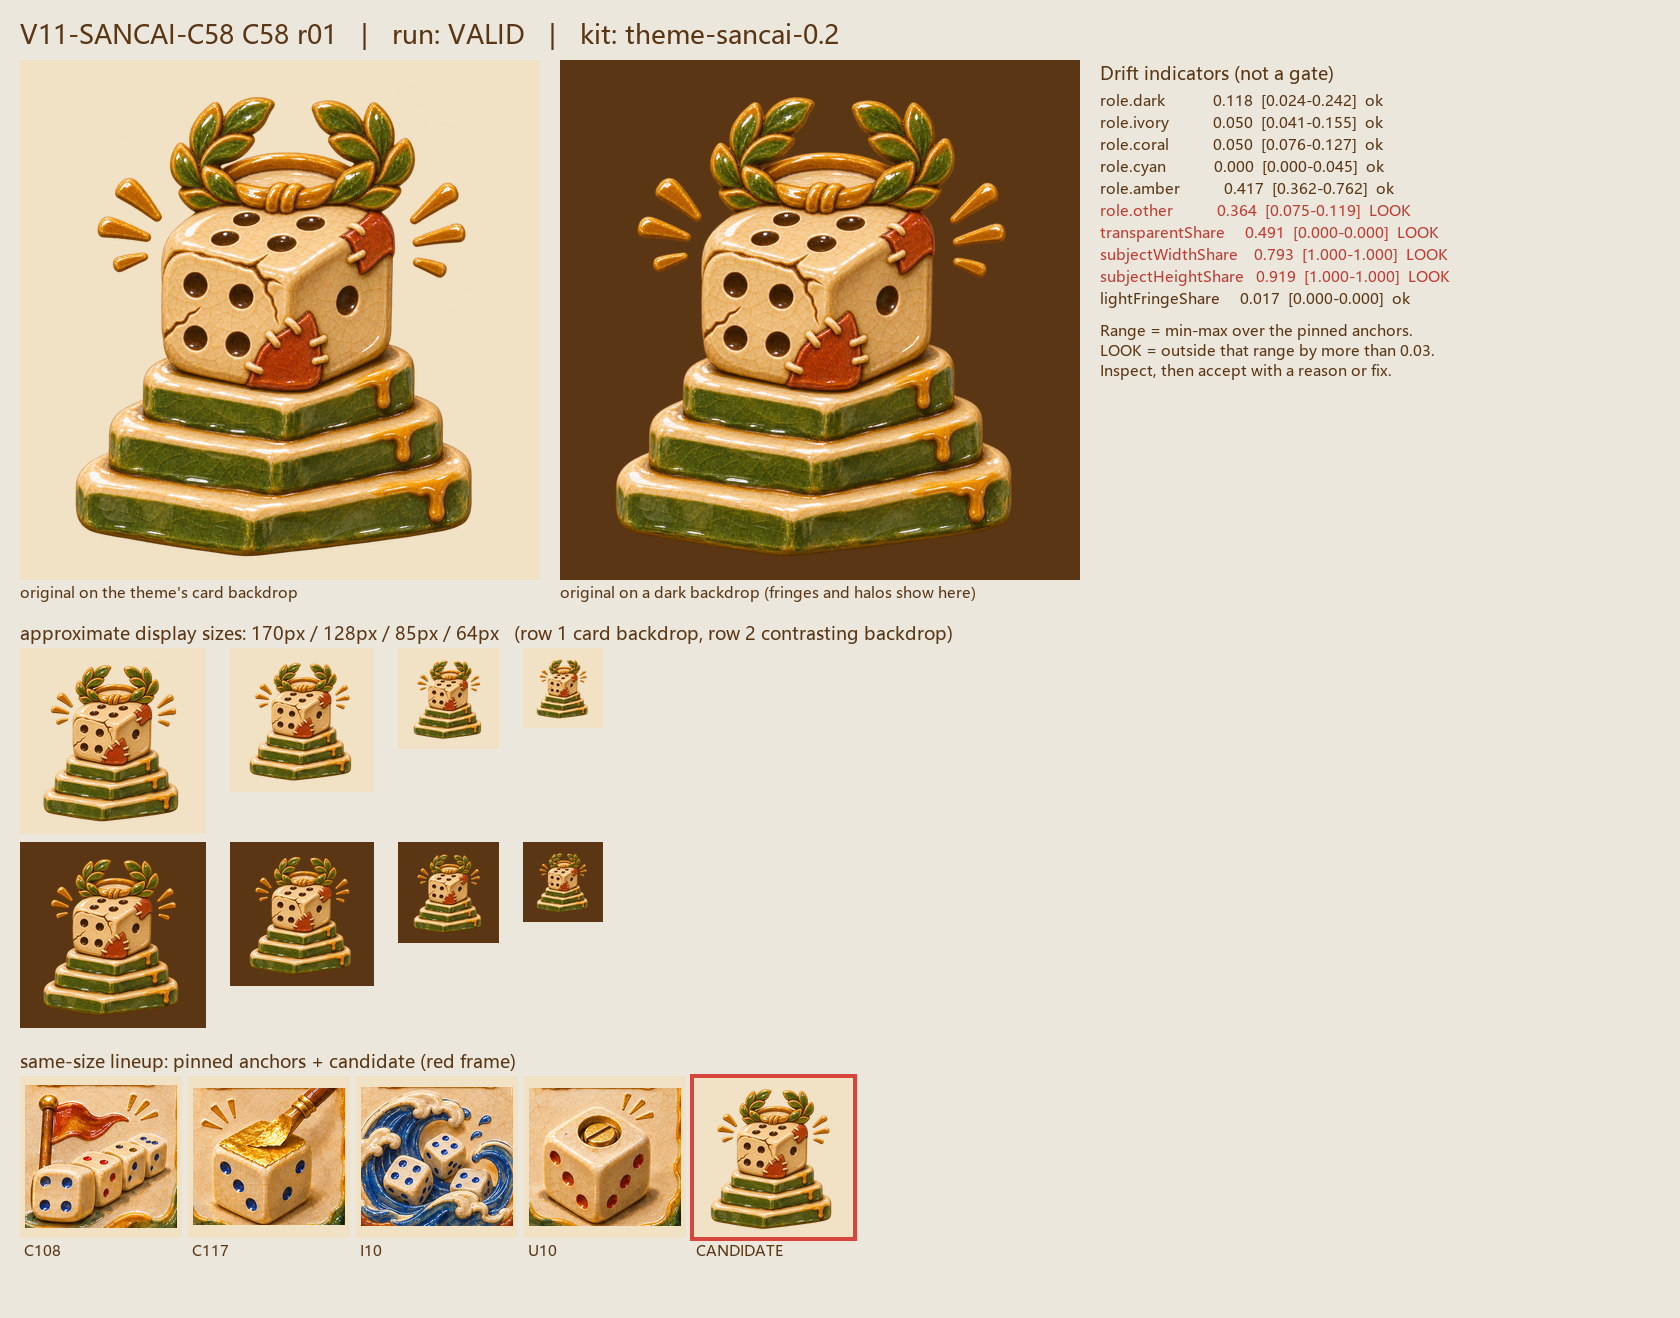 V11-SANCAI-C58 C58 r01 | run: VALID | kit: theme-sancai-0.2
Drift indicators (not a gate)
role.dark 0.118 [0.024-0.242] ok
role.ivory 0.050 [0.041-0.155] ok
role.coral 0.050 [0.076-0.127] ok
role.cyan 0.000 [0.000-0.045] ok
role.amber 0.417 [0.362-0.762] ok
role.other 0.364 [0.075-0.119] LOOK
transparentShare 0.491 [0.000-0.000] LOOK
subjectWidthShare 0.793 [1.000-1.000] LOOK
subjectHeightShare 0.919 [1.000-1.000] LOOK
lightFringeShare 0.017 [0.000-0.000] ok
Range = min-max over the pinned anchors.
LOOK = outside that range by more than 0.03.
Inspect, then accept with a reason or fix.
original on the theme's card backdrop
original on a dark backdrop (fringes and halos show here)
approximate display sizes: 170px / 128px / 85px / 64px (row 1 card backdrop, row 2 contrasting backdrop)
same-size lineup: pinned anchors + candidate (red frame)
C108
C117
I10
U10
CANDIDATE